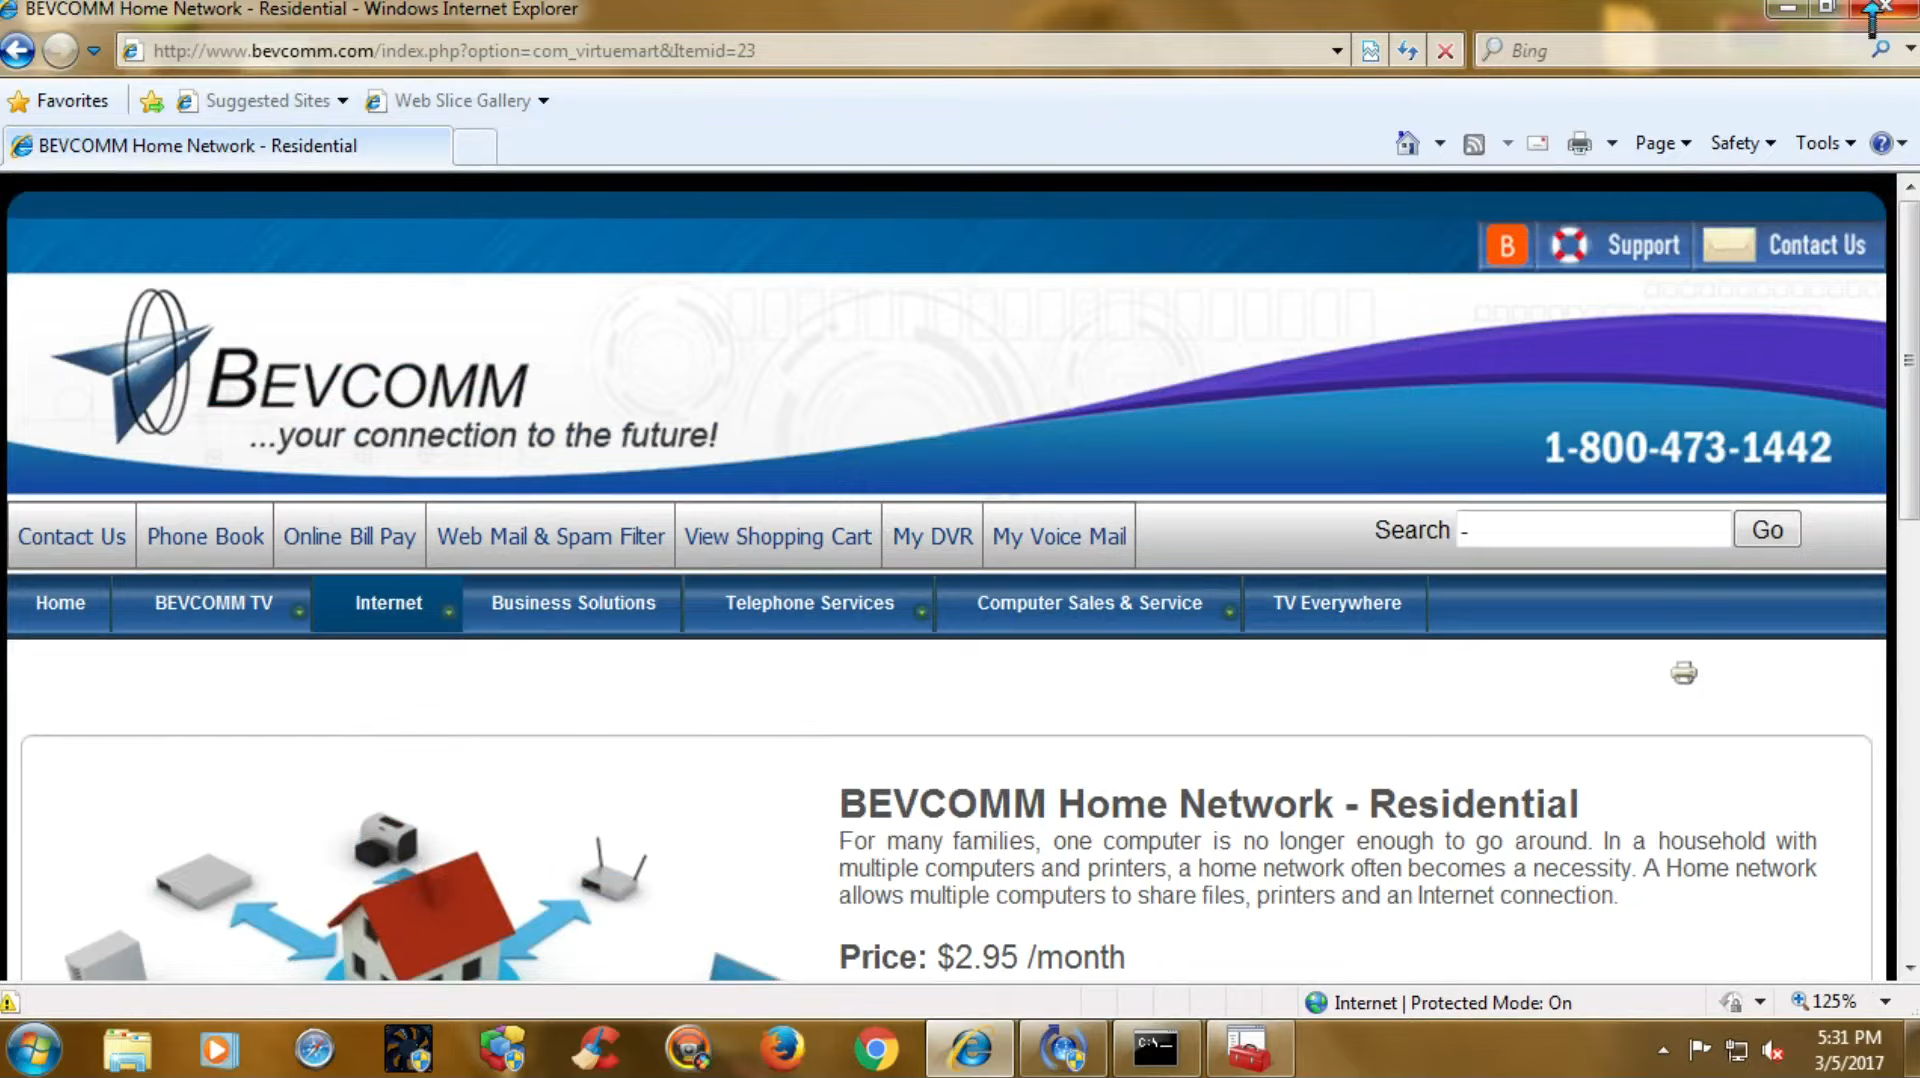 BEVCOMM Home Network - Residential - Windows Internet Explorer
http://www.bevcomm.com/index.php?option=com_virtuemart&Itemid=23
Bing
Favorites Suggested Sites Web Slice Gallery
BEVCOMM Home Network - Residential
Page Safety Tools ?
B Support Contact Us
BEVCOMM
...your connection to the future!
1-800-473-1442
Contact Us Phone Book Online Bill Pay Web Mail & Spam Filter View Shopping Cart My DVR My Voice Mail Search - Go
Home BEVCOMM TV Internet Business Solutions Telephone Services Computer Sales & Service TV Everywhere
BEVCOMM Home Network - Residential
For many families, one computer is no longer enough to go around. In a household with
multiple computers and printers, a home network often becomes a necessity. A Home network
allows multiple computers to share files, printers and an Internet connection.
Price: $2.95 /month
Internet | Protected Mode: On 125%
C:\_
5:31 PM
3/5/2017